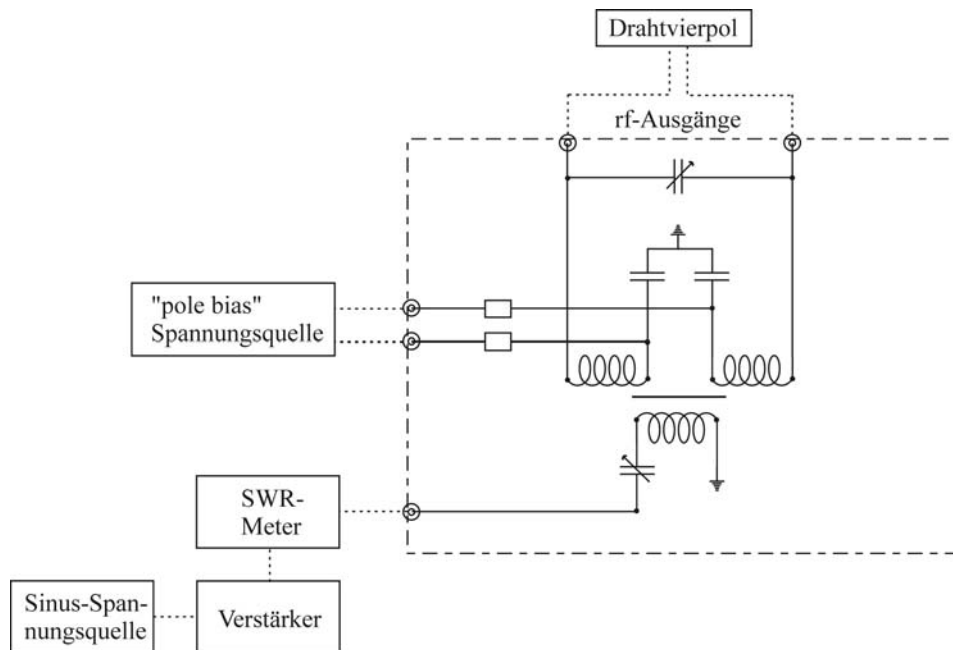 Drahtvierpol
rf-Ausgänge
"pole bias"
Spannungsquelle
SWR-
Meter
Sinus-Span-
nungsquelle
Verstärker